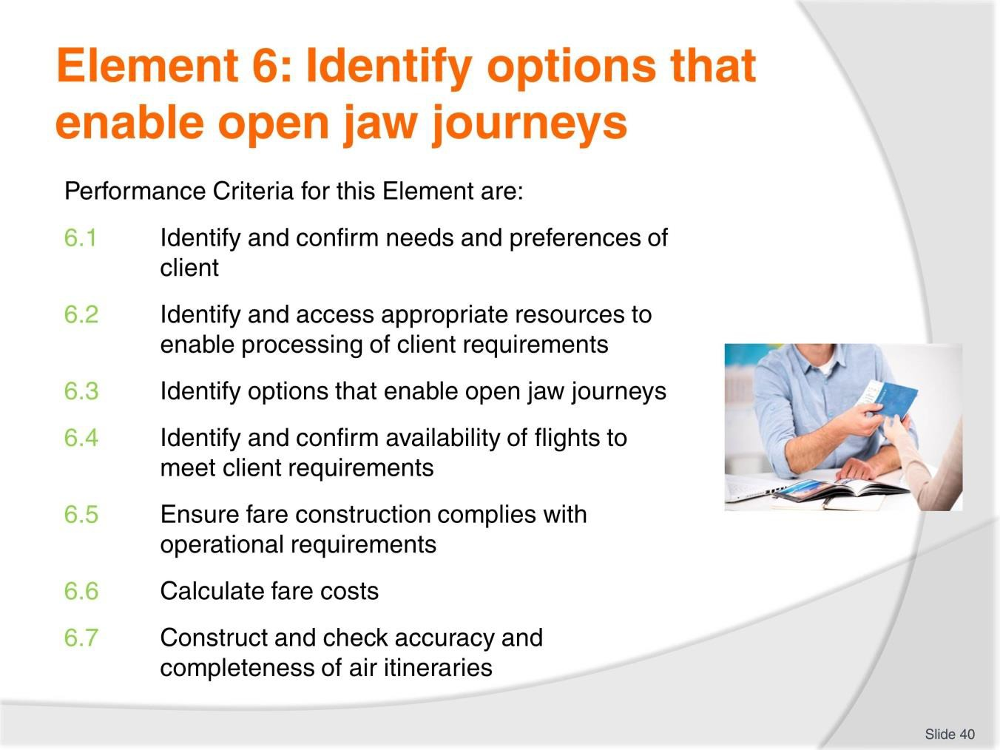 Element 6: Identify options that
enable open jaw journeys
Performance Criteria for this Element are:
6.1 Identify and confirm needs and preferences of
client
6.2 Identify and access appropriate resources to
enable processing of client requirements
6.3 Identify options that enable open jaw journeys
6.4 Identify and confirm availability of flights to
meet client requirements
6.5 Ensure fare construction complies with
operational requirements
6.6 Calculate fare costs
6.7 Construct and check accuracy and
completeness of air itineraries
Slide 40